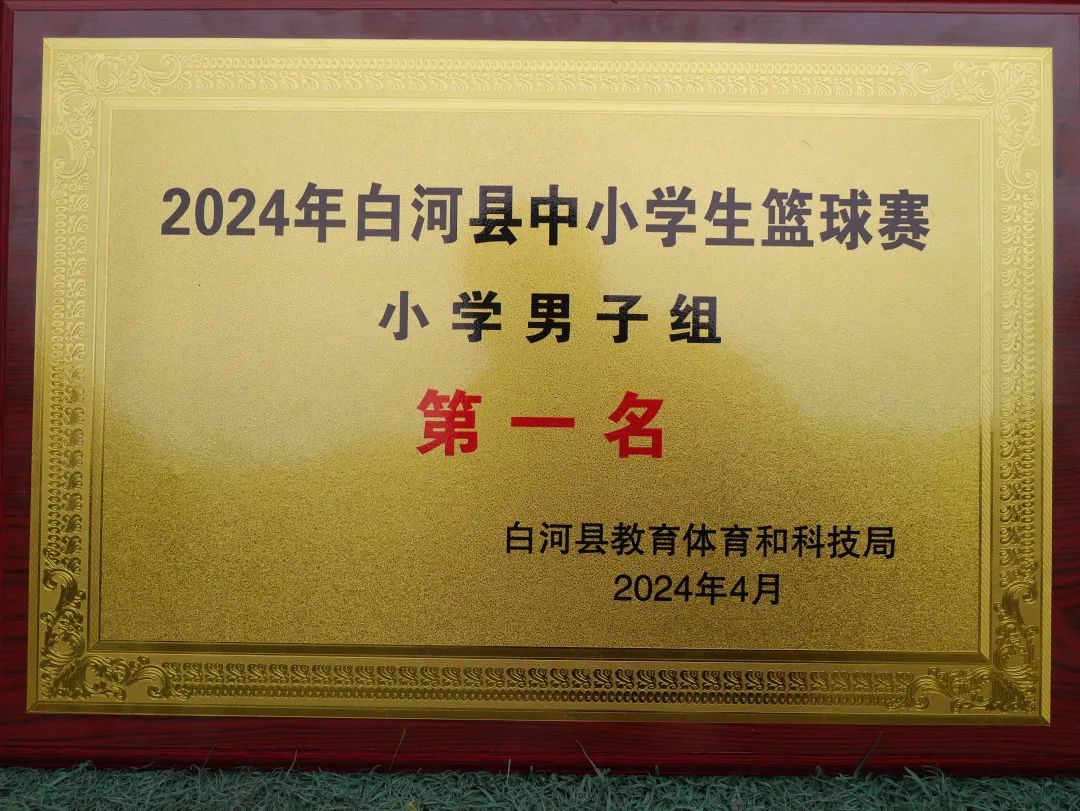 2024年白河县中小学生篮球赛
小学男子组
第一名
白河县教育体育和科技局
2024年4月